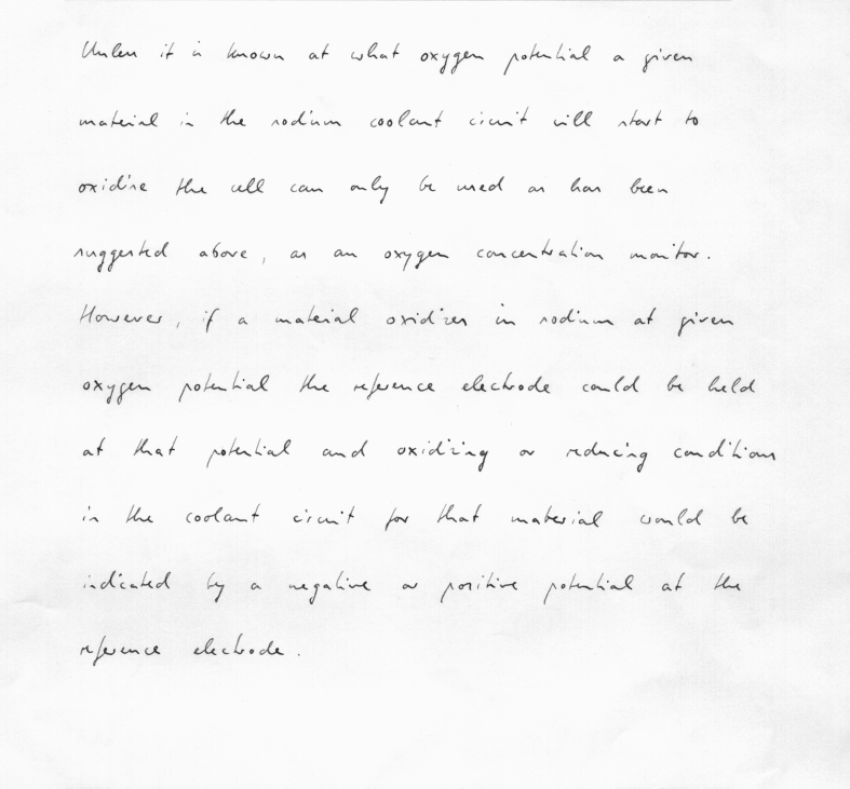 Unless it is known at what oxygen potential a given
material in the sodium coolant circuit will start to
oxidise the cell can only be used as has been
suggested above, as an oxygen concentration monitor.
However, if a material oxidizes in sodium at given
oxygen potential the reference electrode could be held
at that potential and oxidizing or reducing conditions
in the coolant circuit for that material would be
indicated by a negative or positive potential at the
reference electrode.